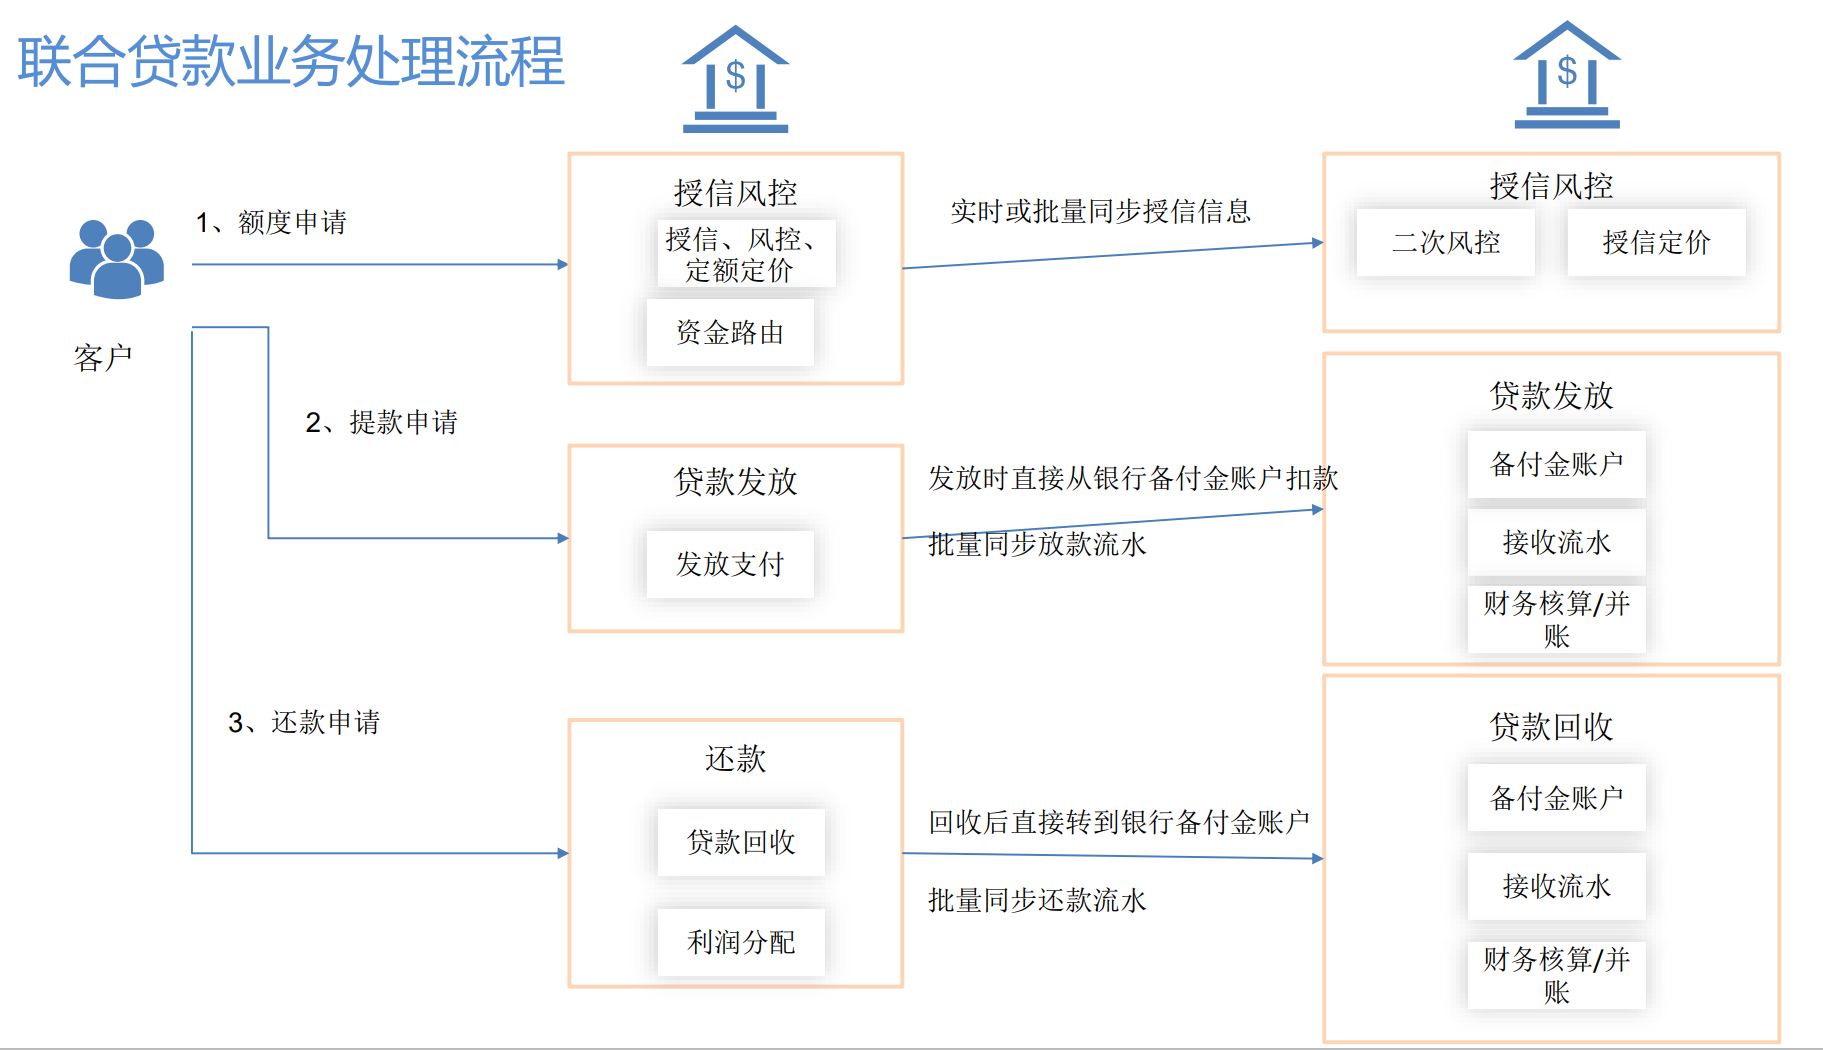 联合贷款业务处理流程
$
$
客户
1、额度申请
授信风控
授信、风控、
定额定价
资金路由
实时或批量同步授信信息
授信风控
二次风控
授信定价
2、提款申请
贷款发放
发放支付
发放时直接从银行备付金账户扣款
批量同步放款流水
贷款发放
备付金账户
接收流水
财务核算/并
账
3、还款申请
还款
贷款回收
利润分配
回收后直接转到银行备付金账户
批量同步还款流水
贷款回收
备付金账户
接收流水
财务核算/并
账